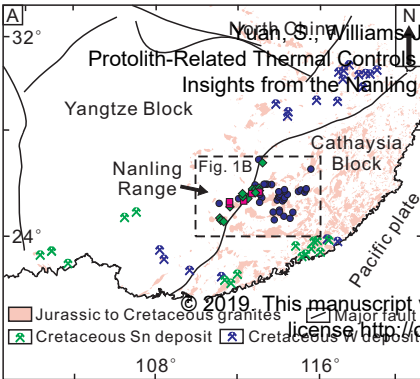 A
N
32°
North China
Yuan, S., Williams
Protolith-Related Thermal Controls
Insights from the Nanling
Yangtze Block
Cathaysia
Block
Fig. 1B
Nanling
Range
24°
Pacific plate
© 2019. This manuscript
license http://
Jurassic to Cretaceous granites
Major fault
Cretaceous Sn deposit
Cretaceous W deposit
108°
116°